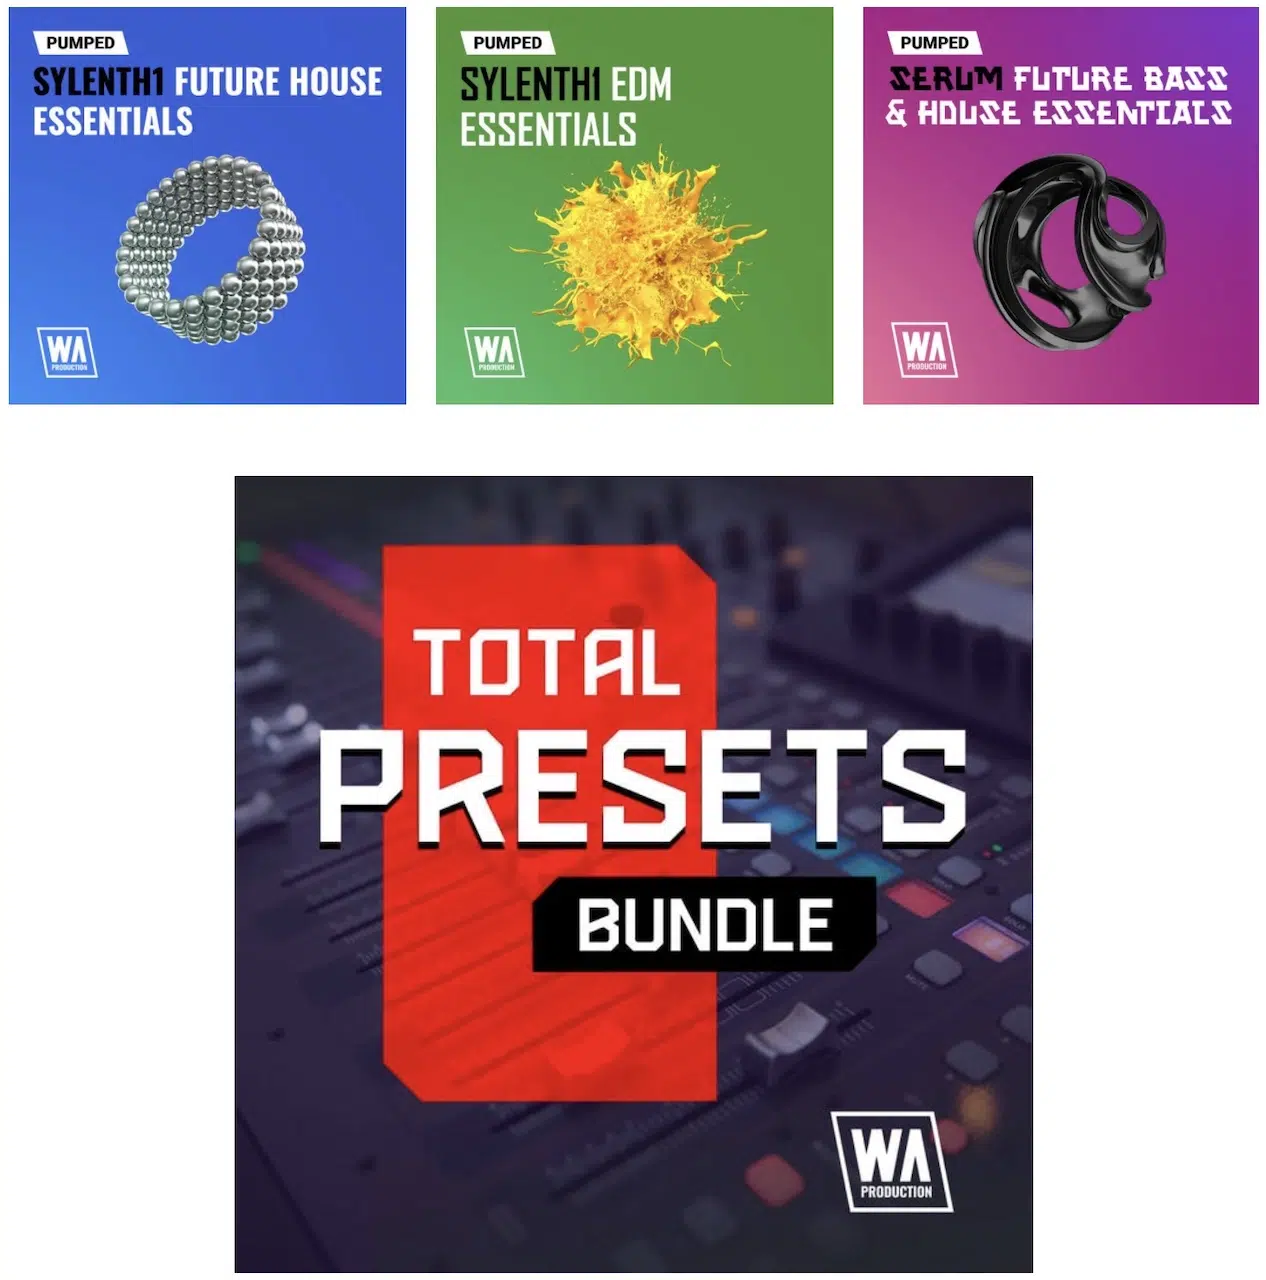 PUMPED
SYLENTH1 FUTURE HOUSE
ESSENTIALS
WA
PRODUCTION
PUMPED
SYLENTH1 EDM
ESSENTIALS
WA
PRODUCTION
PUMPED
SERUM FUTURE BASS
& HOUSE ESSENTIALS
WA
PRODUCTION
TOTAL
PRESETS
BUNDLE
WA
PRODUCTION